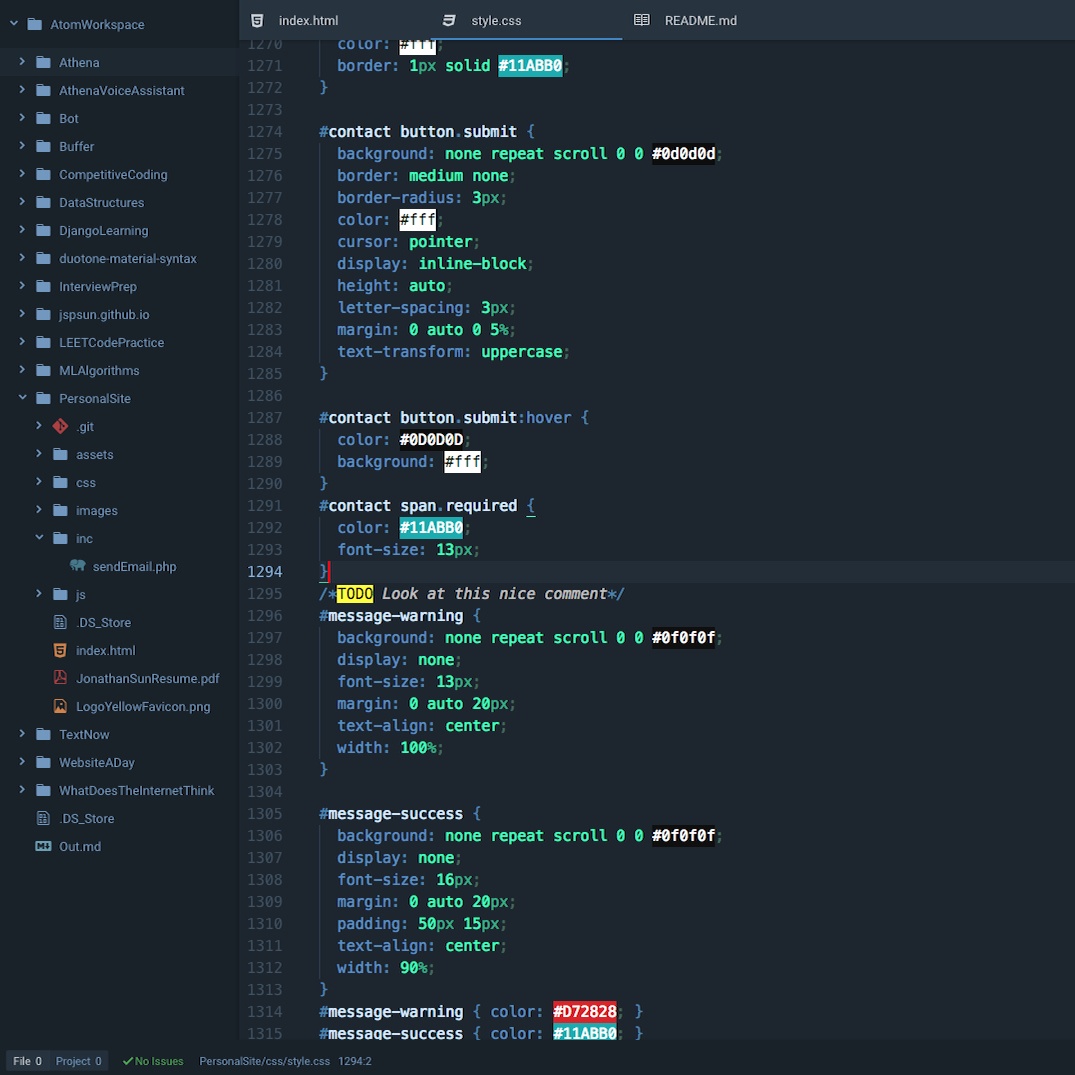 AtomWorkspace
Athena
AthenaVoiceAssistant
Bot
Buffer
CompetitiveCoding
DataStructures
DjangoLearning
duotone-material-syntax
InterviewPrep
jspsun.github.io
LEETCodePractice
MLAlgorithms
PersonalSite
.git
assets
css
images
inc
sendEmail.php
js
.DS_Store
index.html
JonathanSunResume.pdf
LogoYellowFavicon.png
TextNow
WebsiteADay
WhatDoesTheInternetThink
.DS_Store
Out.md
index.html style.css README.md
1270 color: #fff;
1271 border: 1px solid #11ABB0;
1272 }
1273
1274 #contact button.submit {
1275 background: none repeat scroll 0 0 #0d0d0d;
1276 border: medium none;
1277 border-radius: 3px;
1278 color: #fff;
1279 cursor: pointer;
1280 display: inline-block;
1281 height: auto;
1282 letter-spacing: 3px;
1283 margin: 0 auto 0 5%;
1284 text-transform: uppercase;
1285 }
1286
1287 #contact button.submit:hover {
1288 color: #0D0D0D;
1289 background: #fff;
1290 }
1291 #contact span.required {
1292 color: #11ABB0;
1293 font-size: 13px;
1294 }
1295 /*TODO Look at this nice comment*/
1296 #message-warning {
1297 background: none repeat scroll 0 0 #0f0f0f;
1298 display: none;
1299 font-size: 13px;
1300 margin: 0 auto 20px;
1301 text-align: center;
1302 width: 100%;
1303 }
1304
1305 #message-success {
1306 background: none repeat scroll 0 0 #0f0f0f;
1307 display: none;
1308 font-size: 16px;
1309 margin: 0 auto 20px;
1310 padding: 50px 15px;
1311 text-align: center;
1312 width: 90%;
1313 }
1314 #message-warning { color: #D72828; }
1315 #message-success { color: #11ABB0; }
File 0 Project 0 No Issues PersonalSite/css/style.css 1294:2